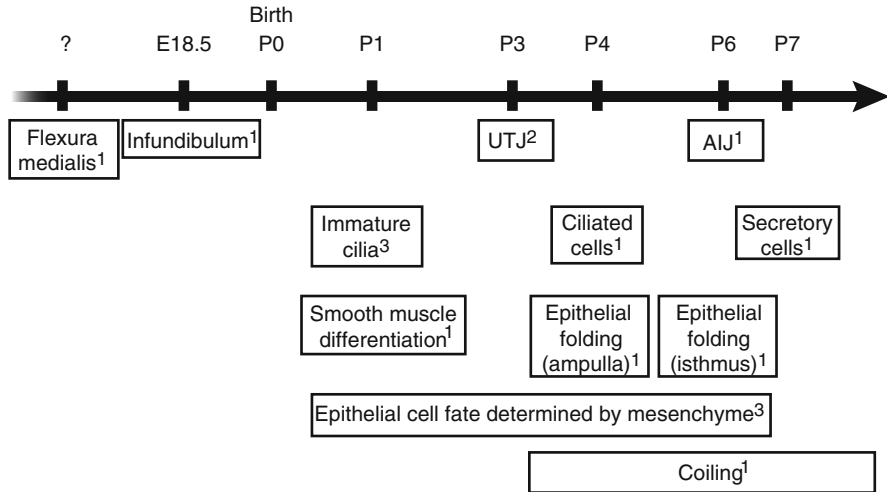 Birth
? E18.5 P0 P1 P3 P4 P6 P7
Flexura
medialis1
Infundibulum1
UTJ2
AIJ1
Immature
cilia3
Ciliated
cells1
Secretory
cells1
Smooth muscle
differentiation1
Epithelial
folding
(ampulla)1
Epithelial
folding
(isthmus)1
Epithelial cell fate determined by mesenchyme3
Coiling1